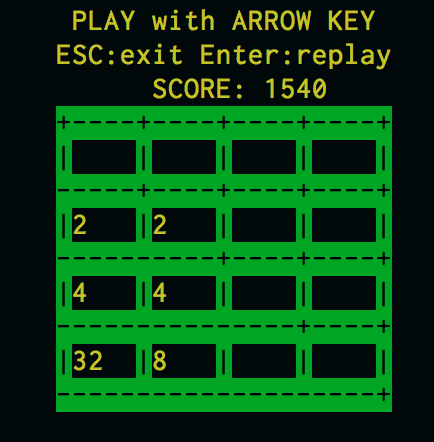 PLAY with ARROW KEY
ESC:exit Enter:replay
SCORE: 1540
+----+----+----+----+
|    |    |    |    |
-----+----+----+----+
|2   |2   |    |    |
----------+----+----+
|4   |4   |    |    |
---------------+----+
|32  |8   |    |    |
--------------------+